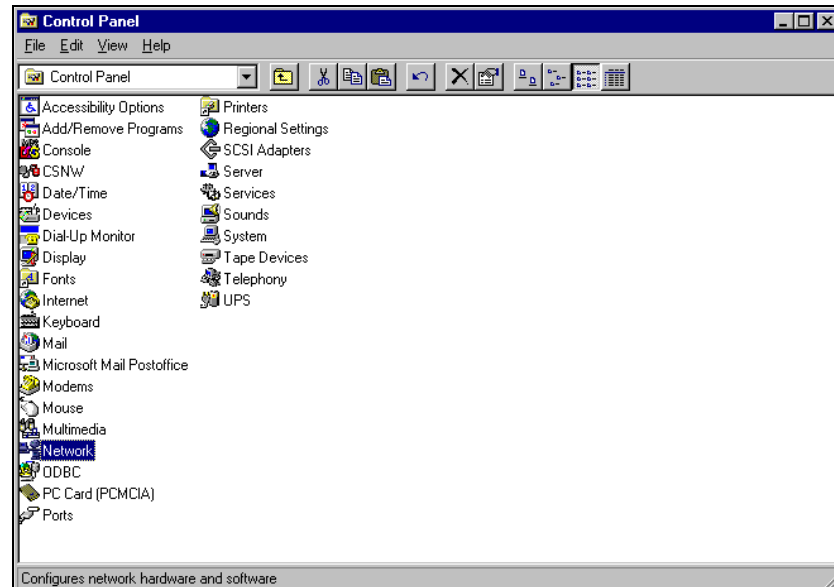 Control Panel
File Edit View Help
Control Panel
Accessibility Options
Add/Remove Programs
Console
CSNW
Date/Time
Devices
Dial-Up Monitor
Display
Fonts
Internet
Keyboard
Mail
Microsoft Mail Postoffice
Modems
Mouse
Multimedia
Network
ODBC
PC Card (PCMCIA)
Ports
Printers
Regional Settings
SCSI Adapters
Server
Services
Sounds
System
Tape Devices
Telephony
UPS
Configures network hardware and software